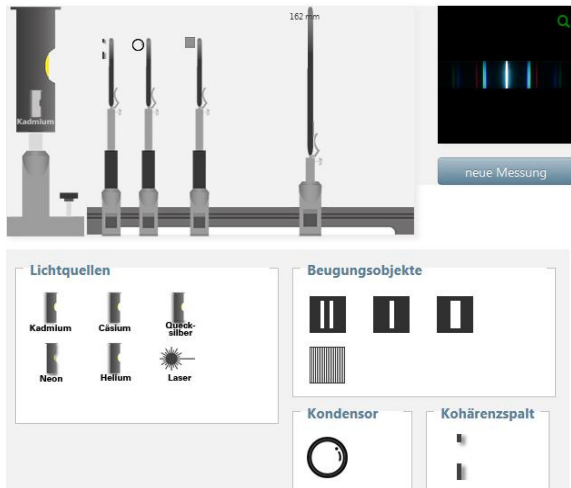 162 mm
Kadmium
neue Messung
Lichtquellen
Kadmium
Cäsium
Queck-
silber
Neon
Helium
Laser
Beugungsobjekte
Kondensor
Kohärenzspalt